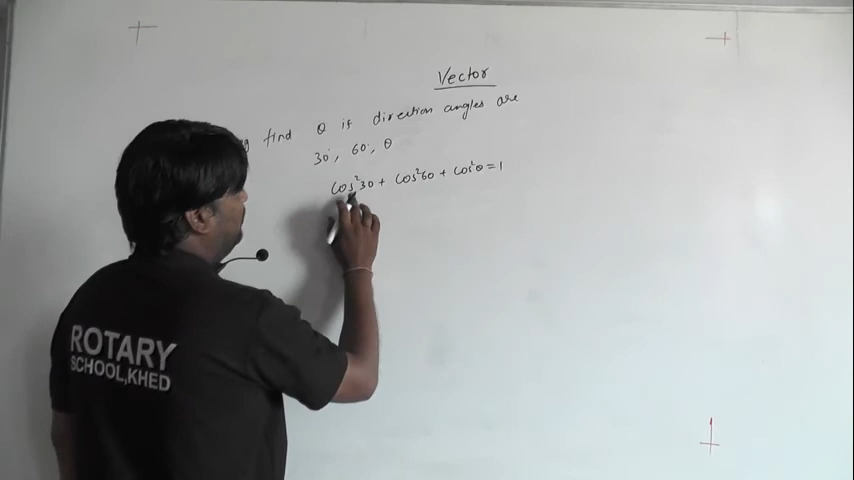 Vector
find θ if direction angles are
30°, 60°, θ
cos²30 + cos²60 + cos²θ = 1
ROTARY
SCHOOL,KHED